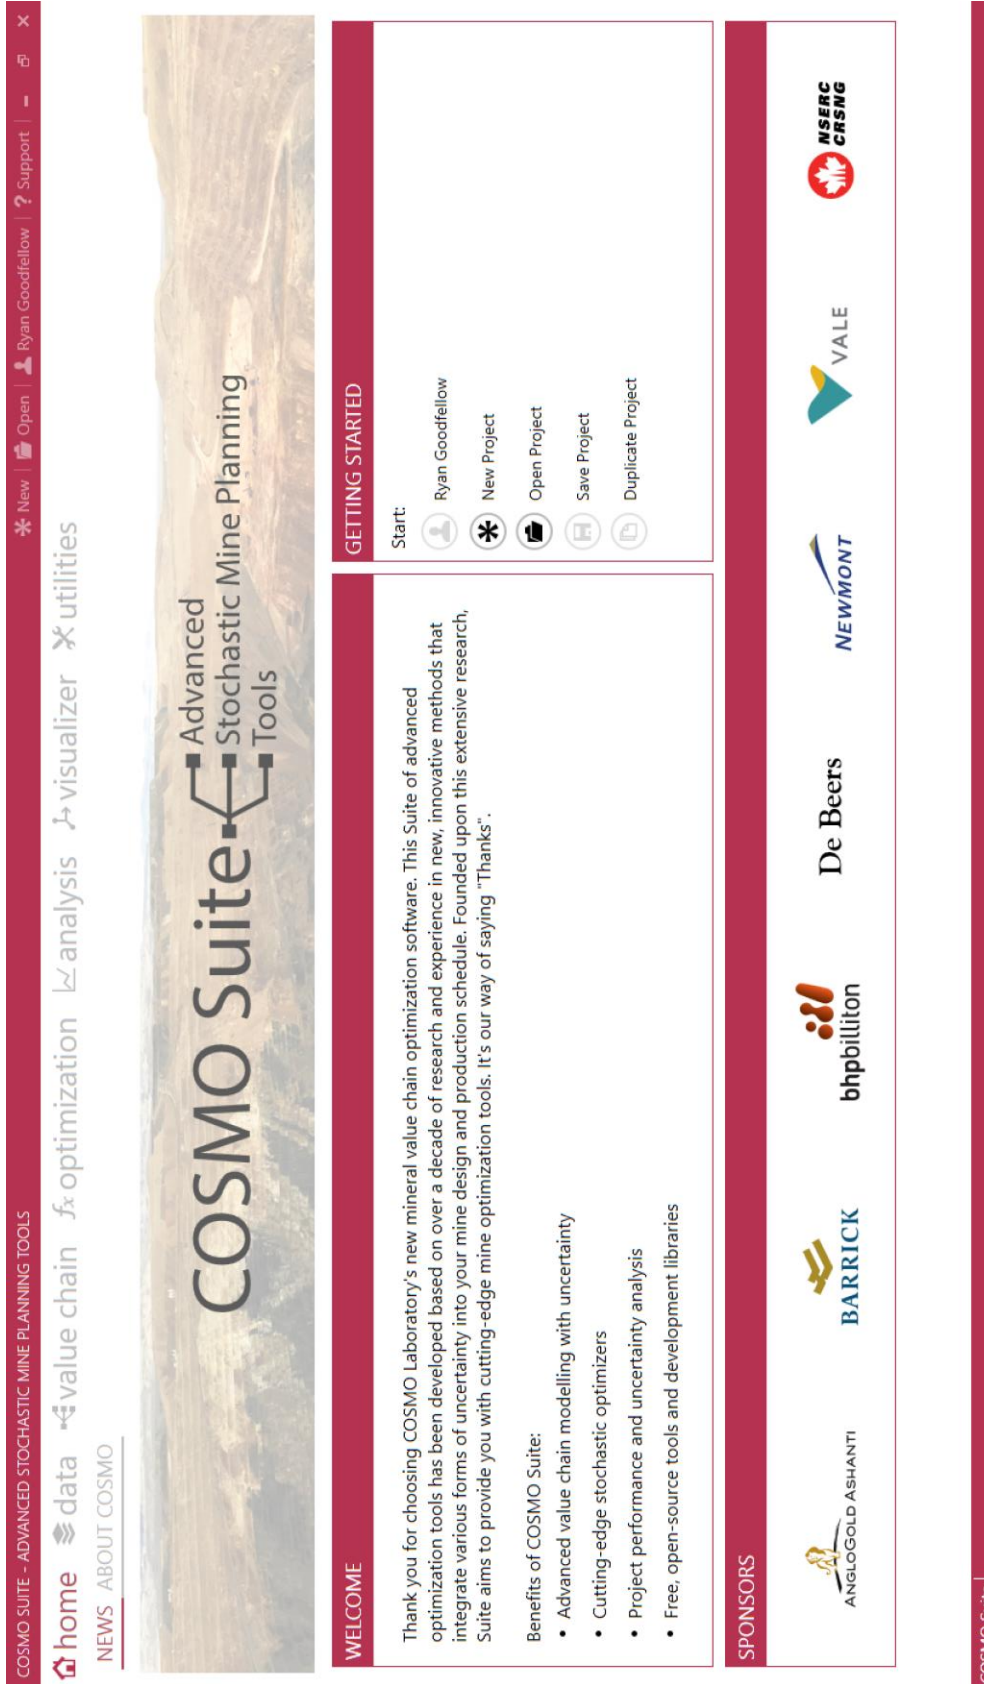 COSMO SUITE - ADVANCED STOCHASTIC MINE PLANNING TOOLS
New | Open | Ryan Goodfellow | ? Support |
home data value chain fx optimization analysis visualizer utilities
NEWS ABOUT COSMO
COSMO Suite
Advanced
Stochastic Mine Planning
Tools
WELCOME
Thank you for choosing COSMO Laboratory's new mineral value chain optimization software. This Suite of advanced
optimization tools has been developed based on over a decade of research and experience in new, innovative methods that
integrate various forms of uncertainty into your mine design and production schedule. Founded upon this extensive research,
Suite aims to provide you with cutting-edge mine optimization tools. It's our way of saying "Thanks".
Benefits of COSMO Suite:
• Advanced value chain modelling with uncertainty
• Cutting-edge stochastic optimizers
• Project performance and uncertainty analysis
• Free, open-source tools and development libraries
GETTING STARTED
Start:
Ryan Goodfellow
New Project
Open Project
Save Project
Duplicate Project
SPONSORS
ANGLOGOLD ASHANTI
BARRICK
bhpbilliton
De Beers
NEWMONT
VALE
NSERC
CRSNG
COSMO Suite |